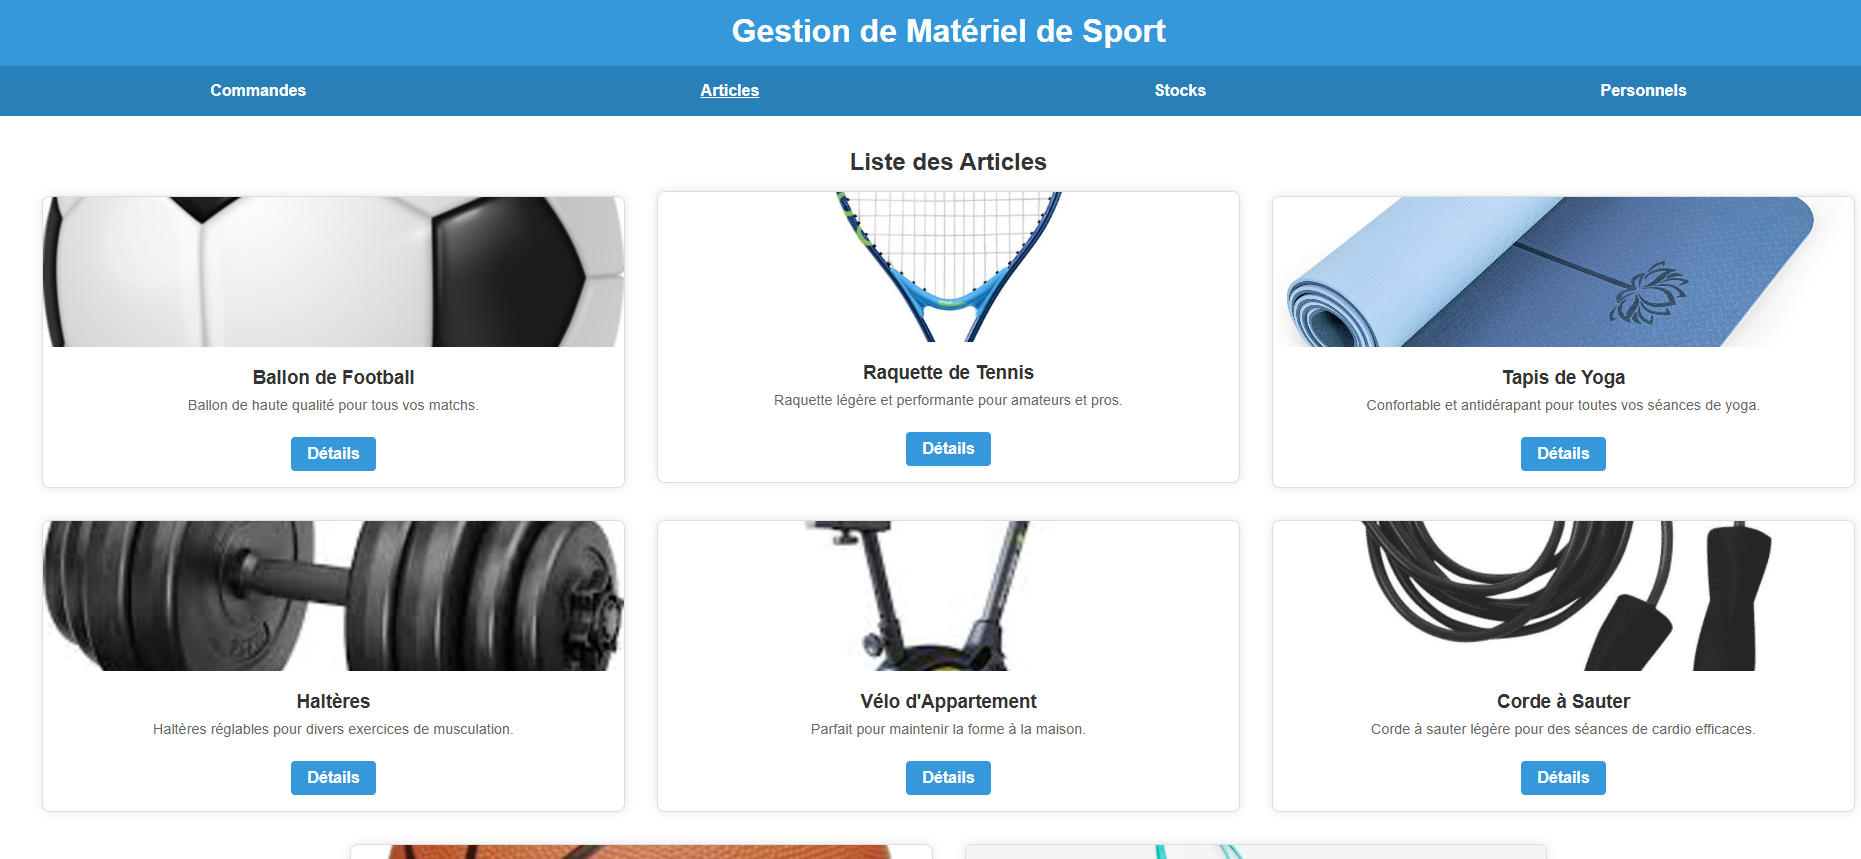 Gestion de Matériel de Sport
Commandes Articles Stocks Personnels
Liste des Articles
Ballon de Football
Ballon de haute qualité pour tous vos matchs.
Détails
Raquette de Tennis
Raquette légère et performante pour amateurs et pros.
Détails
Tapis de Yoga
Confortable et antidérapant pour toutes vos séances de yoga.
Détails
Haltères
Haltères réglables pour divers exercices de musculation.
Détails
Vélo d'Appartement
Parfait pour maintenir la forme à la maison.
Détails
Corde à Sauter
Corde à sauter légère pour des séances de cardio efficaces.
Détails